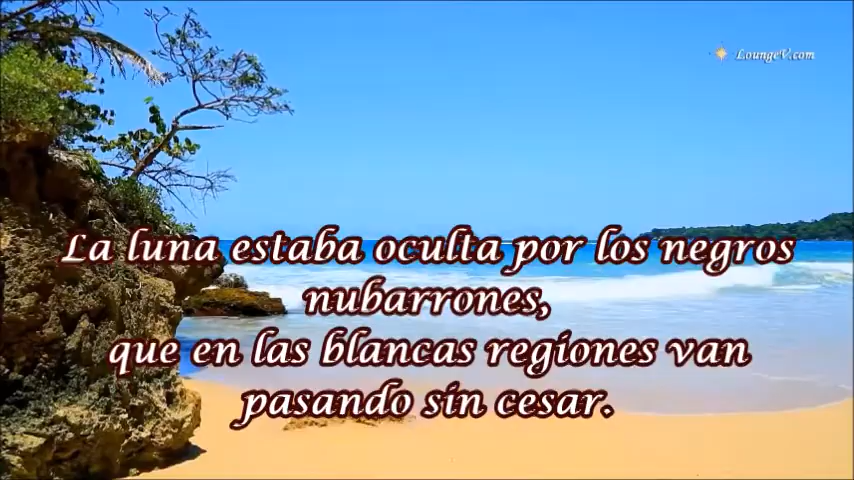 LoungeV.com
La luna estaba oculta por los negros
nubarrones,
que en las blancas regiones van
pasando sin cesar.